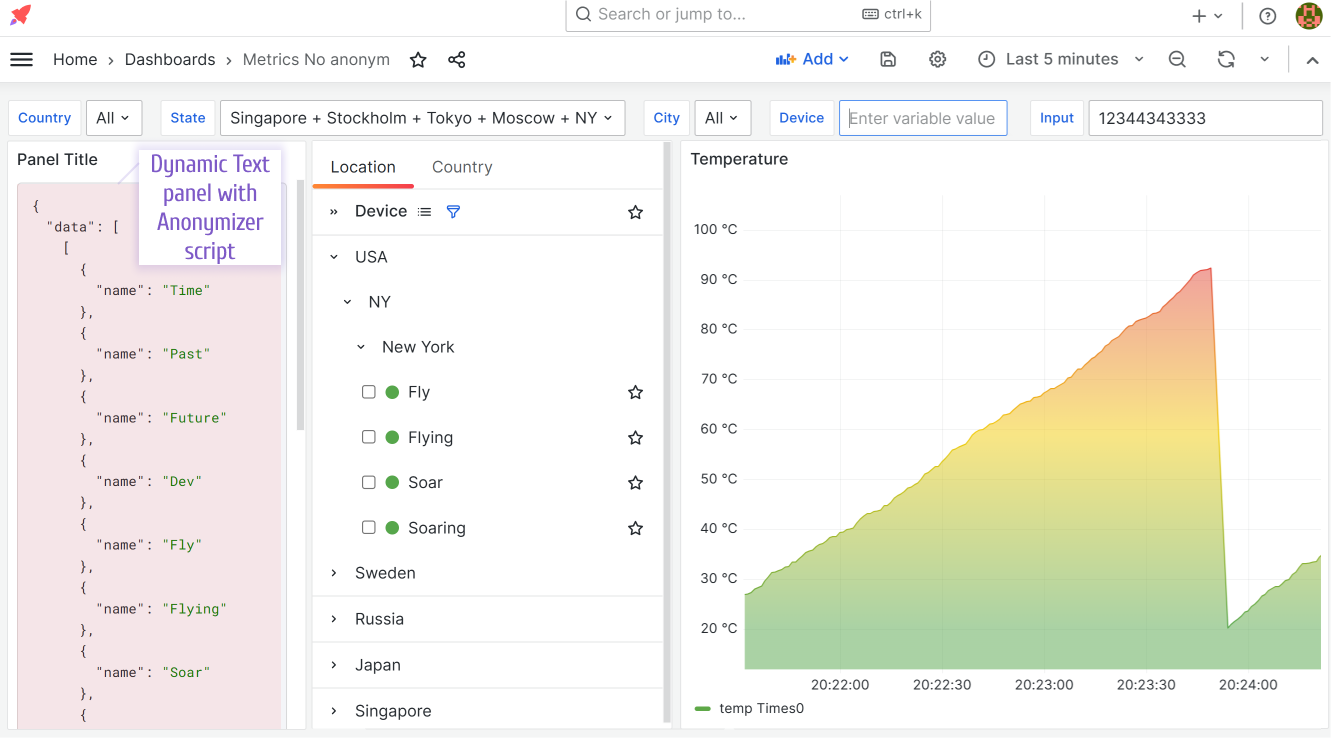 Search or jump to...
ctrl+k
Home › Dashboards › Metrics No anonym
Add
Last 5 minutes
Country
All
State
Singapore + Stockholm + Tokyo + Moscow + NY
City
All
Device
Enter variable value
Input
12344343333
Panel Title
Dynamic Text
panel with
Anonymizer
script
{
"data": [
[
{
"name": "Time"
},
{
"name": "Past"
},
{
"name": "Future"
},
{
"name": "Dev"
},
{
"name": "Fly"
},
{
"name": "Flying"
},
{
"name": "Soar"
},
{
Location
Country
Device
USA
NY
New York
Fly
Flying
Soar
Soaring
Sweden
Russia
Japan
Singapore
Temperature
100 °C
90 °C
80 °C
70 °C
60 °C
50 °C
40 °C
30 °C
20 °C
20:22:00 20:22:30 20:23:00 20:23:30 20:24:00
temp Times0